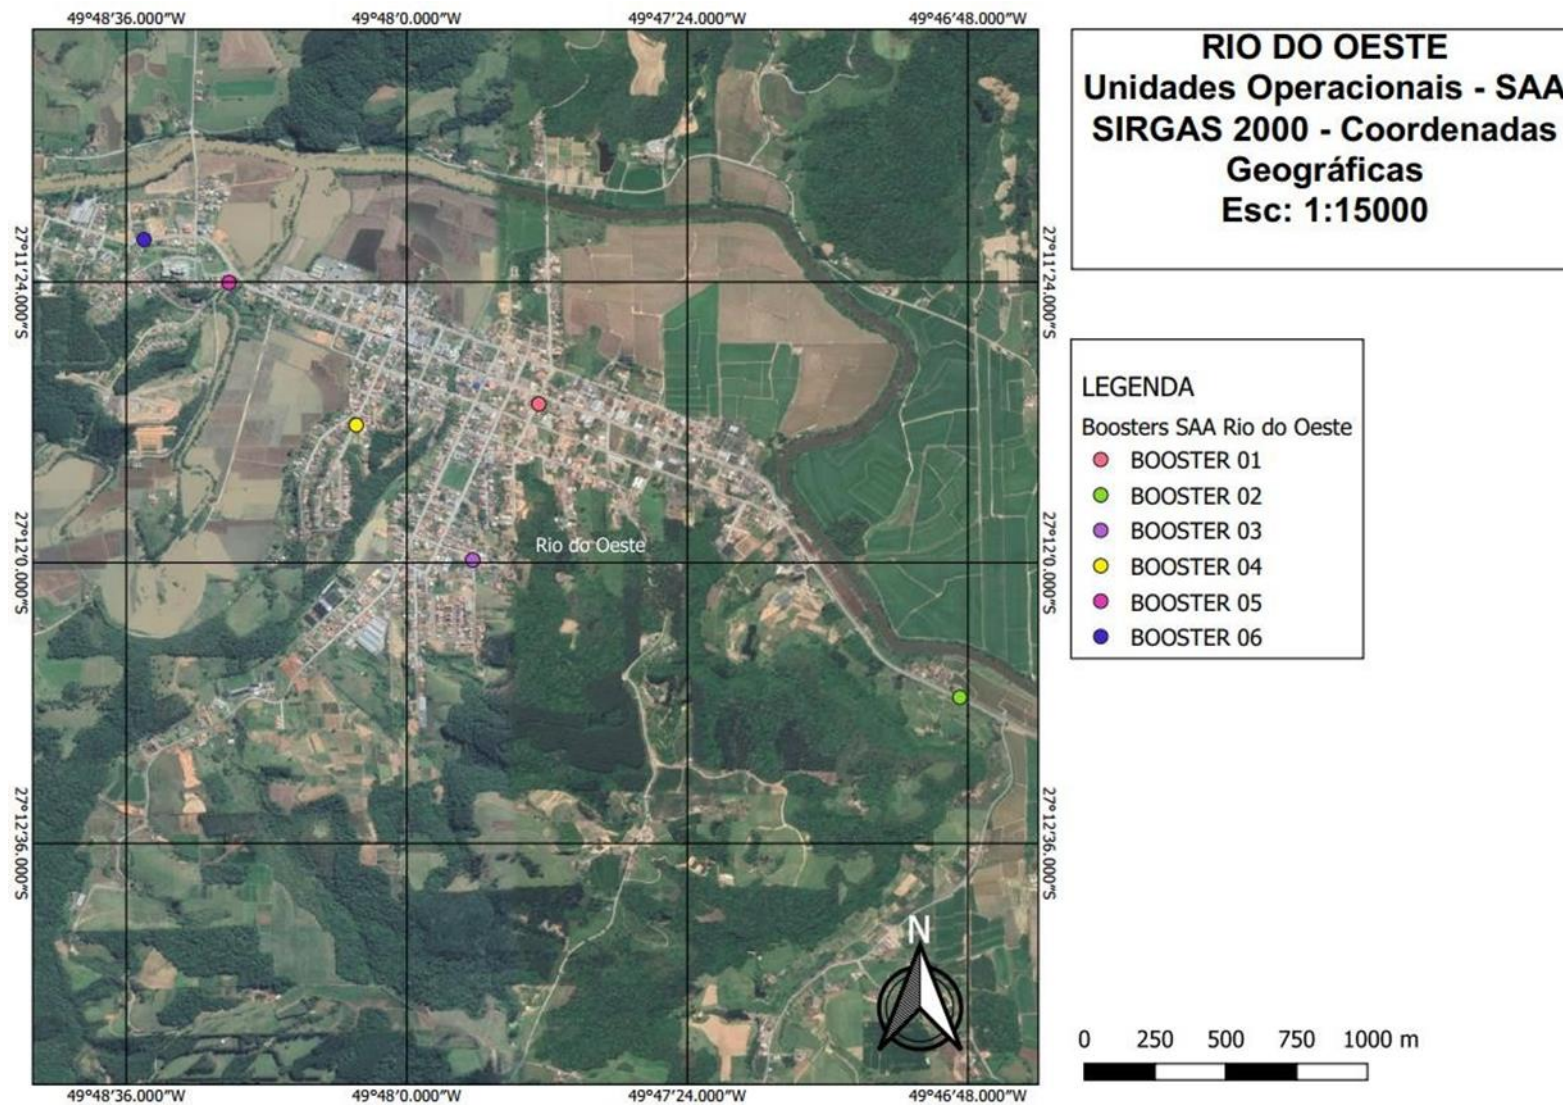 49°48'36.000"W 49°48'0.000"W 49°47'24.000"W 49°46'48.000"W
RIO DO OESTE
Unidades Operacionais - SAA
SIRGAS 2000 - Coordenadas
Geográficas
Esc: 1:15000
27°11'24.000"S
27°12'0.000"S
27°12'36.000"S
Rio do Oeste
N
27°11'24.000"S
27°12'0.000"S
27°12'36.000"S
LEGENDA
Boosters SAA Rio do Oeste
BOOSTER 01
BOOSTER 02
BOOSTER 03
BOOSTER 04
BOOSTER 05
BOOSTER 06
0 250 500 750 1000 m
49°48'36.000"W 49°48'0.000"W 49°47'24.000"W 49°46'48.000"W